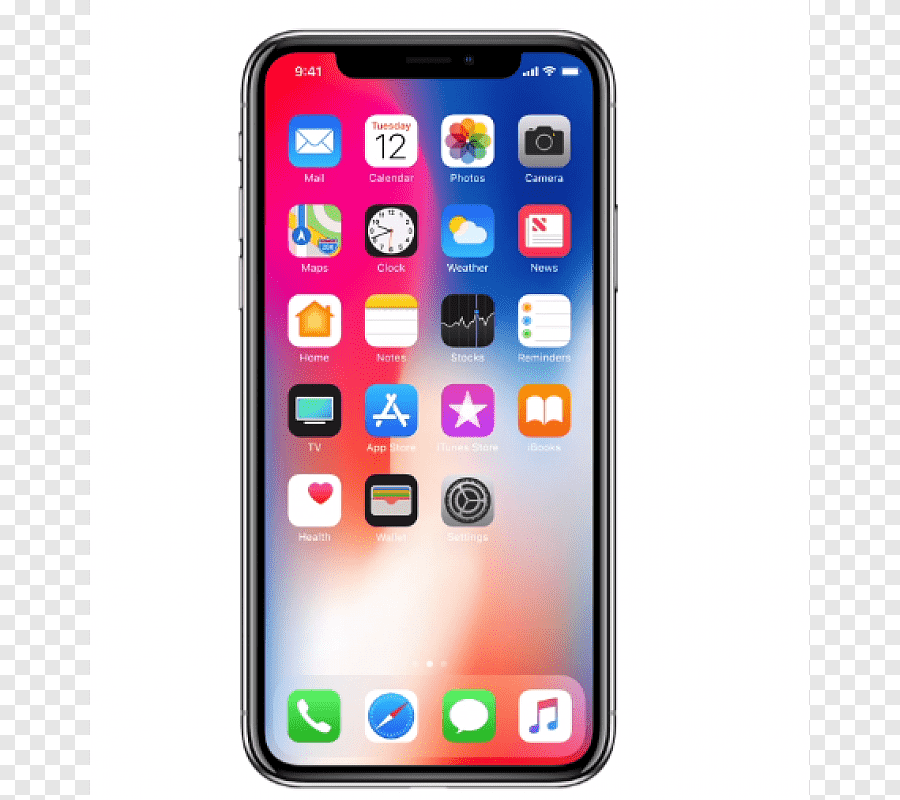 9:41
Tuesday
12
Mail
Calendar
Photos
Camera
Maps
Clock
Weather
News
Home
Notes
Stocks
Reminders
TV
App Store
iTunes Store
iBooks
Health
Wallet
Settings